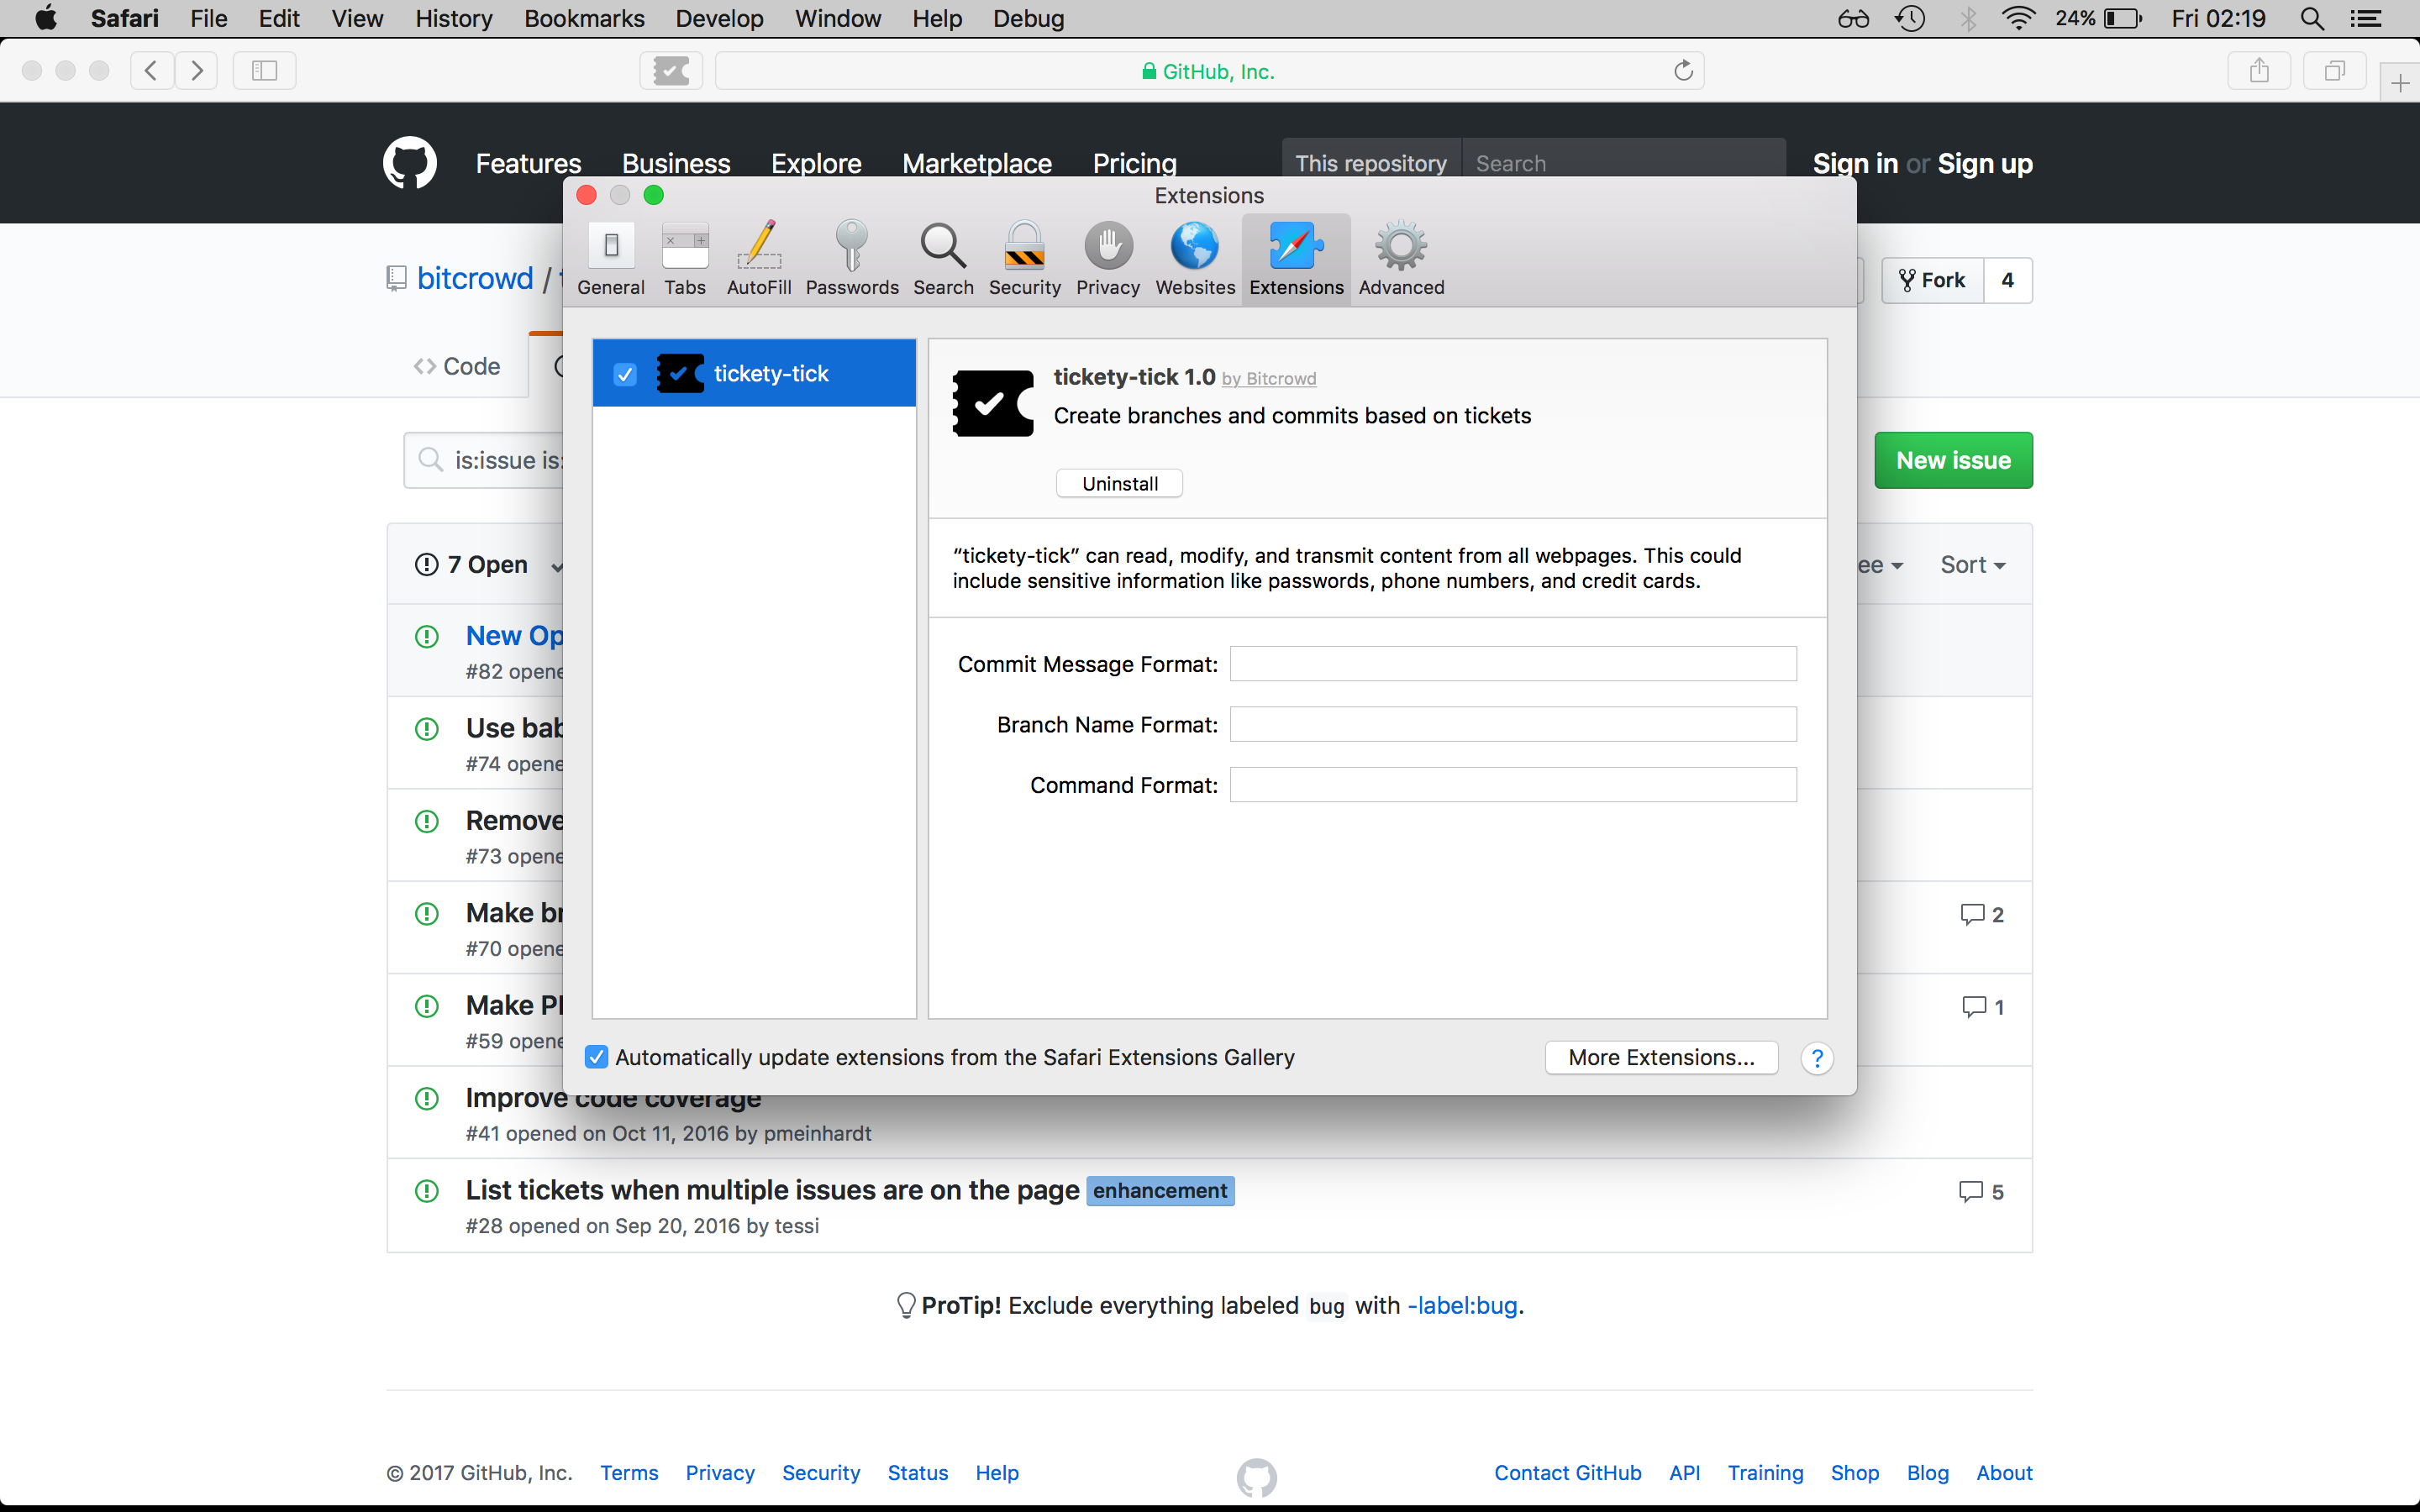 Safari File Edit View History Bookmarks Develop Window Help Debug 24% Fri 02:19
GitHub, Inc.
Features Business Explore Marketplace Pricing This repository Search Sign in or Sign up
Extensions
General Tabs AutoFill Passwords Search Security Privacy Websites Extensions Advanced
bitcrowd /
Fork 4
Code
tickety-tick
tickety-tick 1.0 by Bitcrowd
Create branches and commits based on tickets
Uninstall
is:issue is:
New issue
“tickety-tick” can read, modify, and transmit content from all webpages. This could
include sensitive information like passwords, phone numbers, and credit cards.
7 Open
Sort
Commit Message Format:
Branch Name Format:
Command Format:
New Op
#82 opene
Use bab
#74 opene
Remove
#73 opene
Make br
#70 opene
2
Make
#59 opene
1
Automatically update extensions from the Safari Extensions Gallery
More Extensions...
?
Improve code coverage
#41 opened on Oct 11, 2016 by pmeinhardt
List tickets when multiple issues are on the page enhancement
#28 opened on Sep 20, 2016 by tessi
5
ProTip! Exclude everything labeled bug with -label:bug.
© 2017 GitHub, Inc. Terms Privacy Security Status Help Contact GitHub API Training Shop Blog About